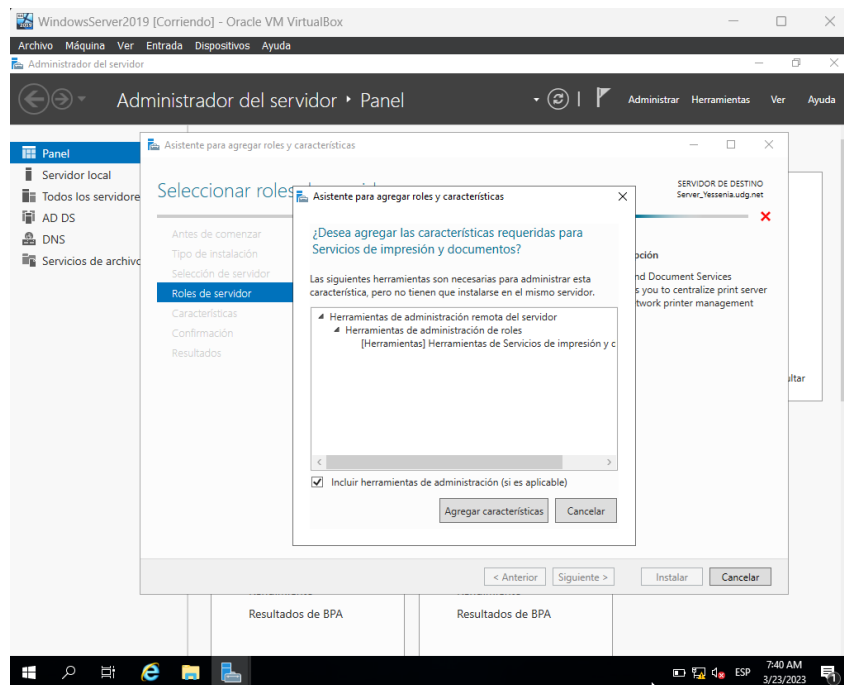 WindowsServer2019 [Corriendo] - Oracle VM VirtualBox
Archivo Máquina Ver Entrada Dispositivos Ayuda
Administrador del servidor
Administrador del servidor • Panel
Administrar Herramientas Ver Ayuda
Panel
Servidor local
Todos los servidore
AD DS
DNS
Servicios de archivo
Asistente para agregar roles y características
Seleccionar roles
SERVIDOR DE DESTINO
Server_Yessenia.udg.net
Antes de comenzar
Tipo de instalación
Selección de servidor
Roles de servidor
Características
Confirmación
Resultados
pción
nd Document Services
s you to centralize print server
twork printer management
Asistente para agregar roles y características
¿Desea agregar las características requeridas para
Servicios de impresión y documentos?
Las siguientes herramientas son necesarias para administrar esta
característica, pero no tienen que instalarse en el mismo servidor.
Herramientas de administración remota del servidor
Herramientas de administración de roles
[Herramientas] Herramientas de Servicios de impresión y c
Incluir herramientas de administración (si es aplicable)
Agregar características Cancelar
ultar
< Anterior Siguiente > Instalar Cancelar
Resultados de BPA
Resultados de BPA
ESP
7:40 AM
3/23/2023